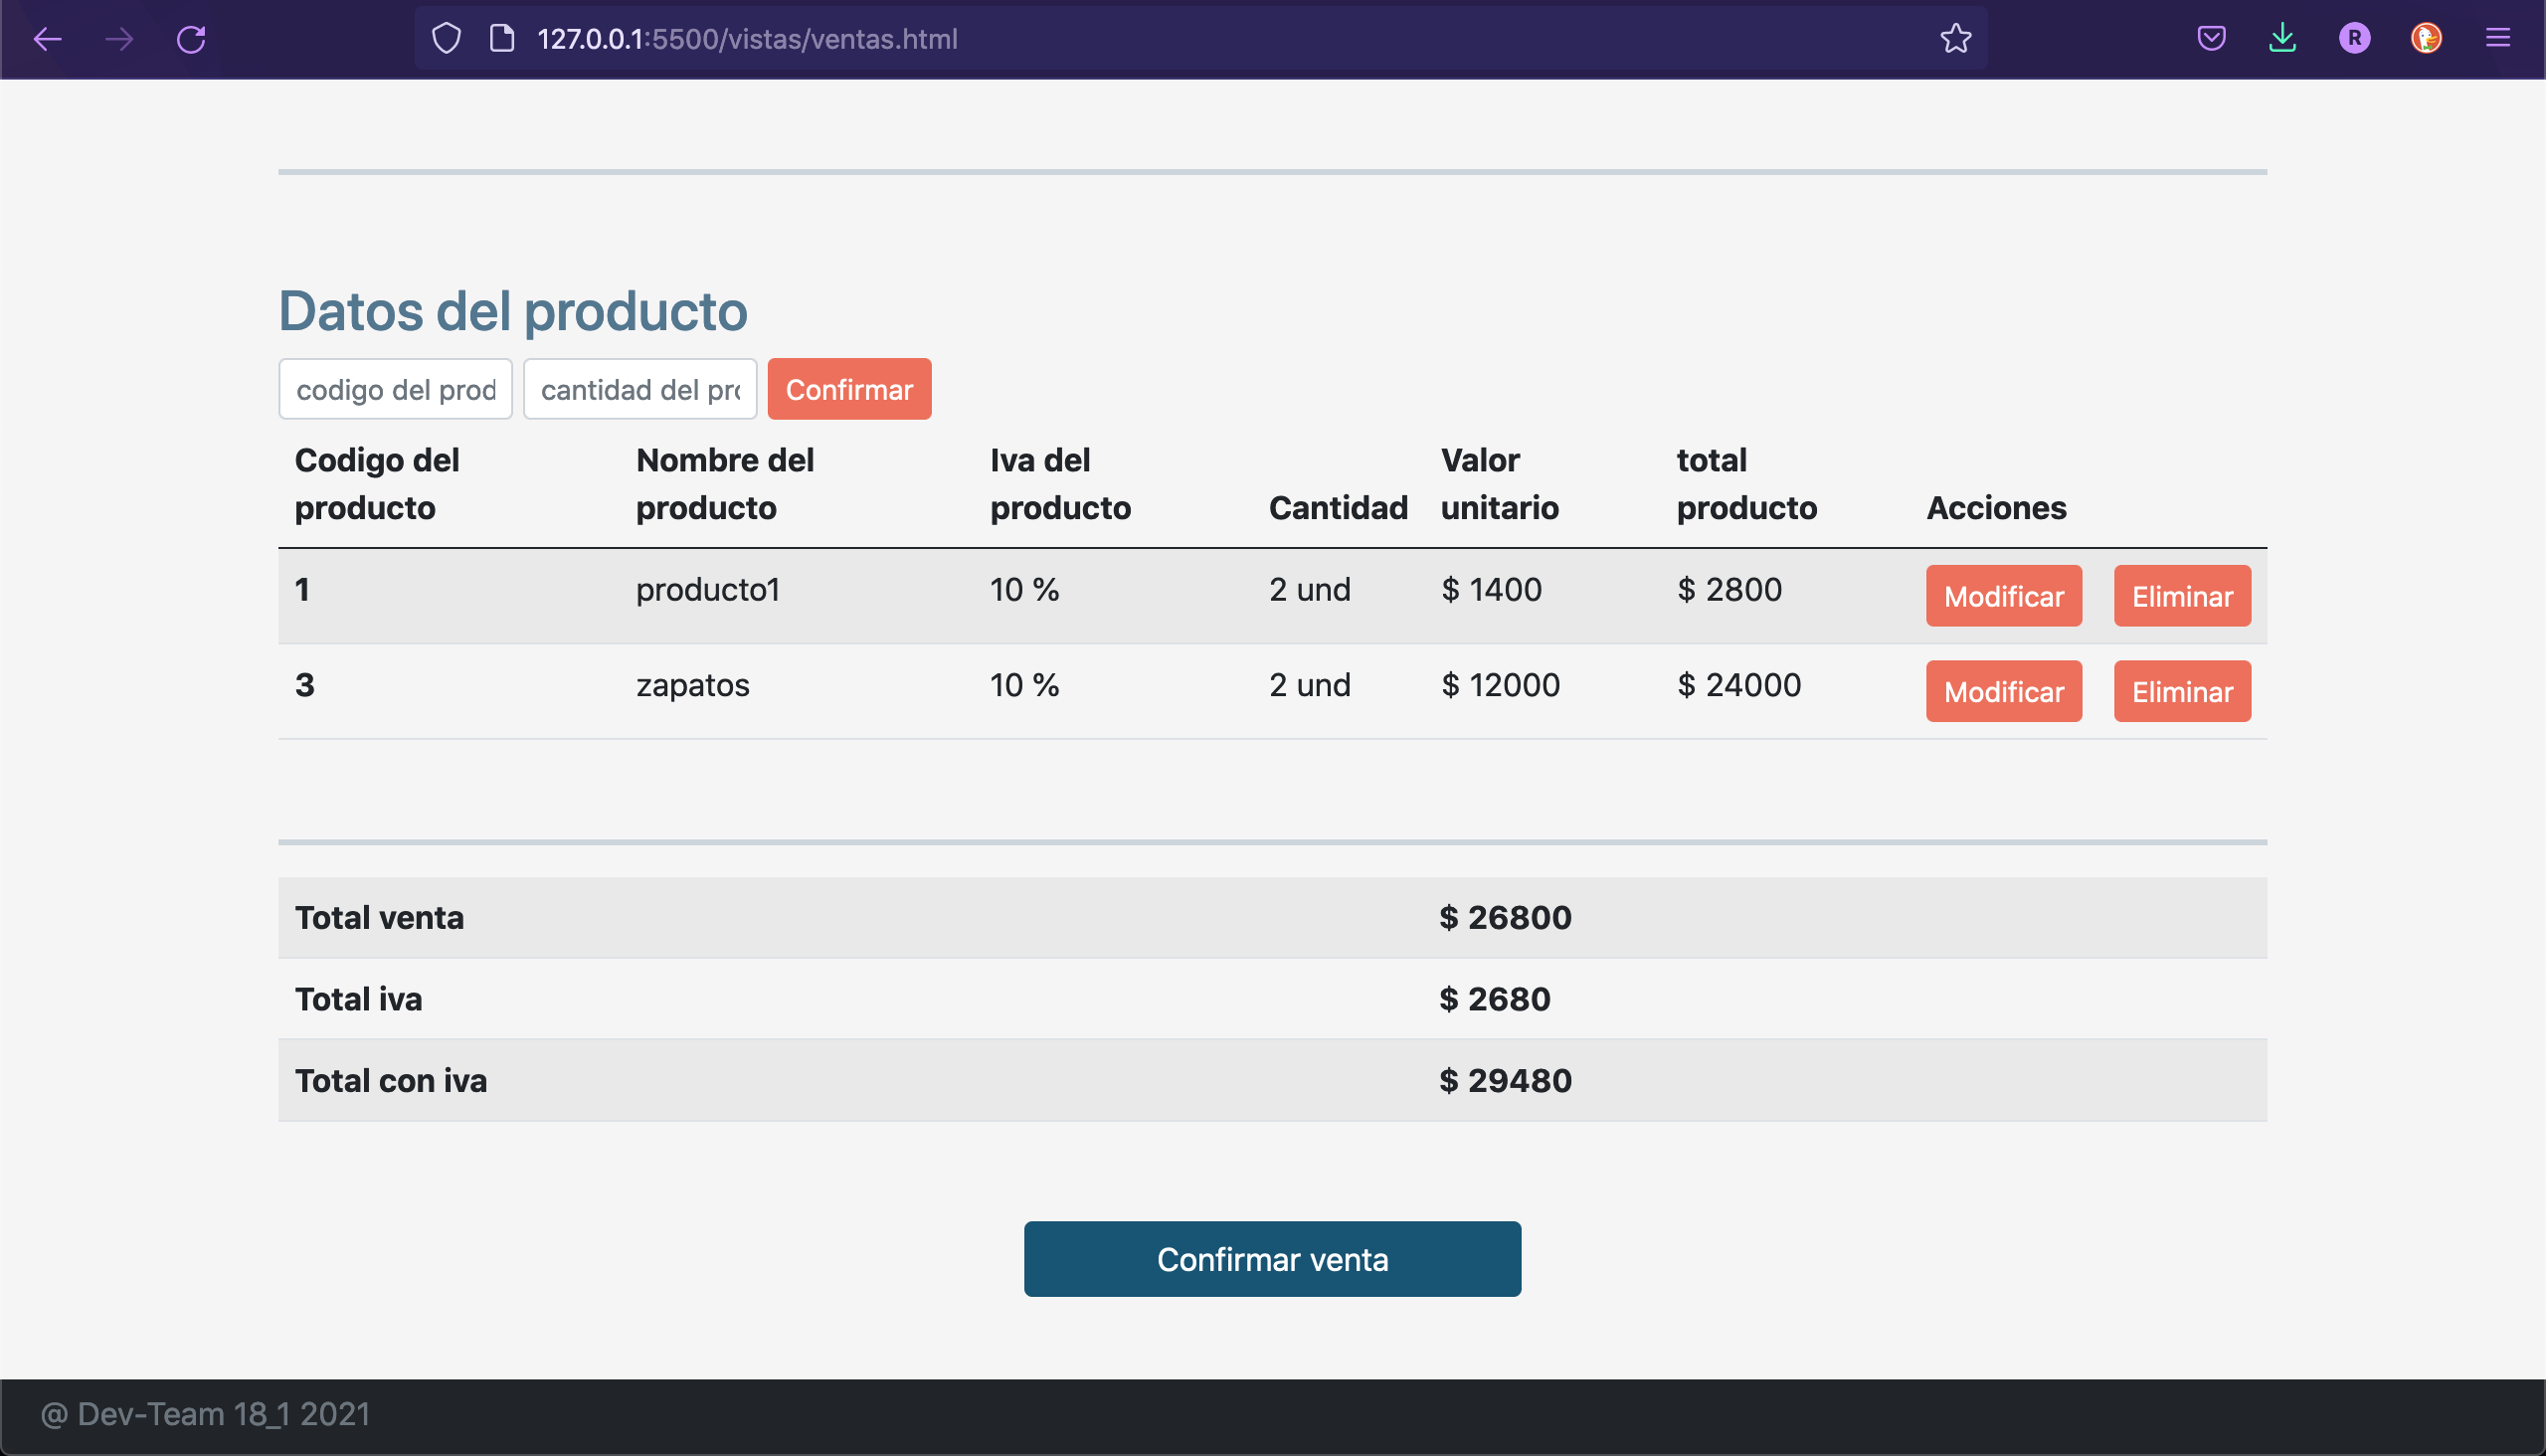 127.0.0.1:5500/vistas/ventas.html
R
Datos del producto
codigo del prod
cantidad del pro
Confirmar
Codigo del producto
Nombre del producto
Iva del producto
Cantidad
Valor unitario
total producto
Acciones
1 producto1 10 % 2 und $ 1400 $ 2800 Modificar Eliminar
3 zapatos 10 % 2 und $ 12000 $ 24000 Modificar Eliminar
Total venta $ 26800
Total iva $ 2680
Total con iva $ 29480
Confirmar venta
@ Dev-Team 18_1 2021